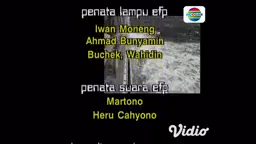 penata lampu efp
Iwan Moneng
Ahmad Bunyamin
Buchek, Wahidin
penata suara efp
Martono
Heru Cahyono
Vidio